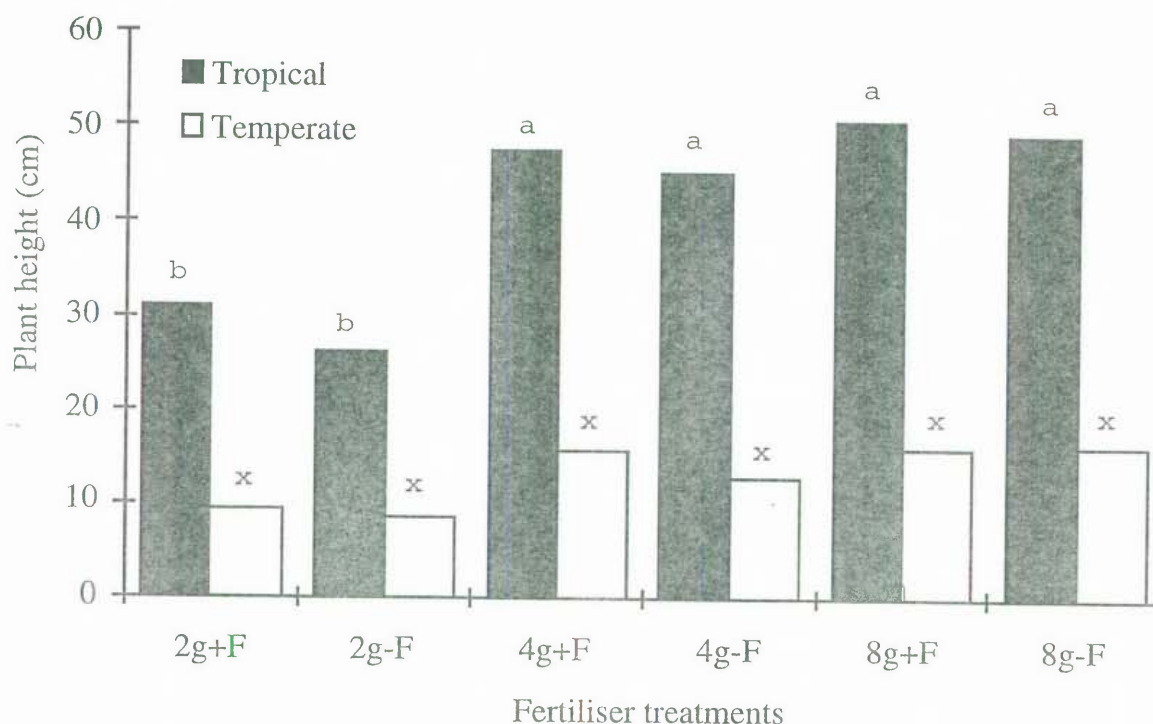 60
50
40
30
20
10
0
Plant height (cm)
Tropical
Temperate
b
x
b
x
a
x
a
x
a
x
a
x
2g+F 2g-F 4g+F 4g-F 8g+F 8g-F
Fertiliser treatments